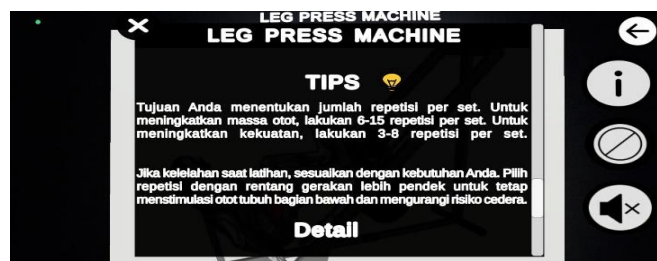 LEG PRESS MACHINE
LEG PRESS MACHINE
TIPS
Tujuan Anda menentukan jumlah repetisi per set. Untuk
meningkatkan massa otot, lakukan 6-15 repetisi per set. Untuk
meningkatkan kekuatan, lakukan 3-8 repetisi per set.
Jika kelelahan saat latihan, sesuaikan dengan kebutuhan Anda. Pilih
repetisi dengan rentang gerakan lebih pendek untuk tetap
menstimulasi otot tubuh bagian bawah dan mengurangi risiko cedera.
Detail